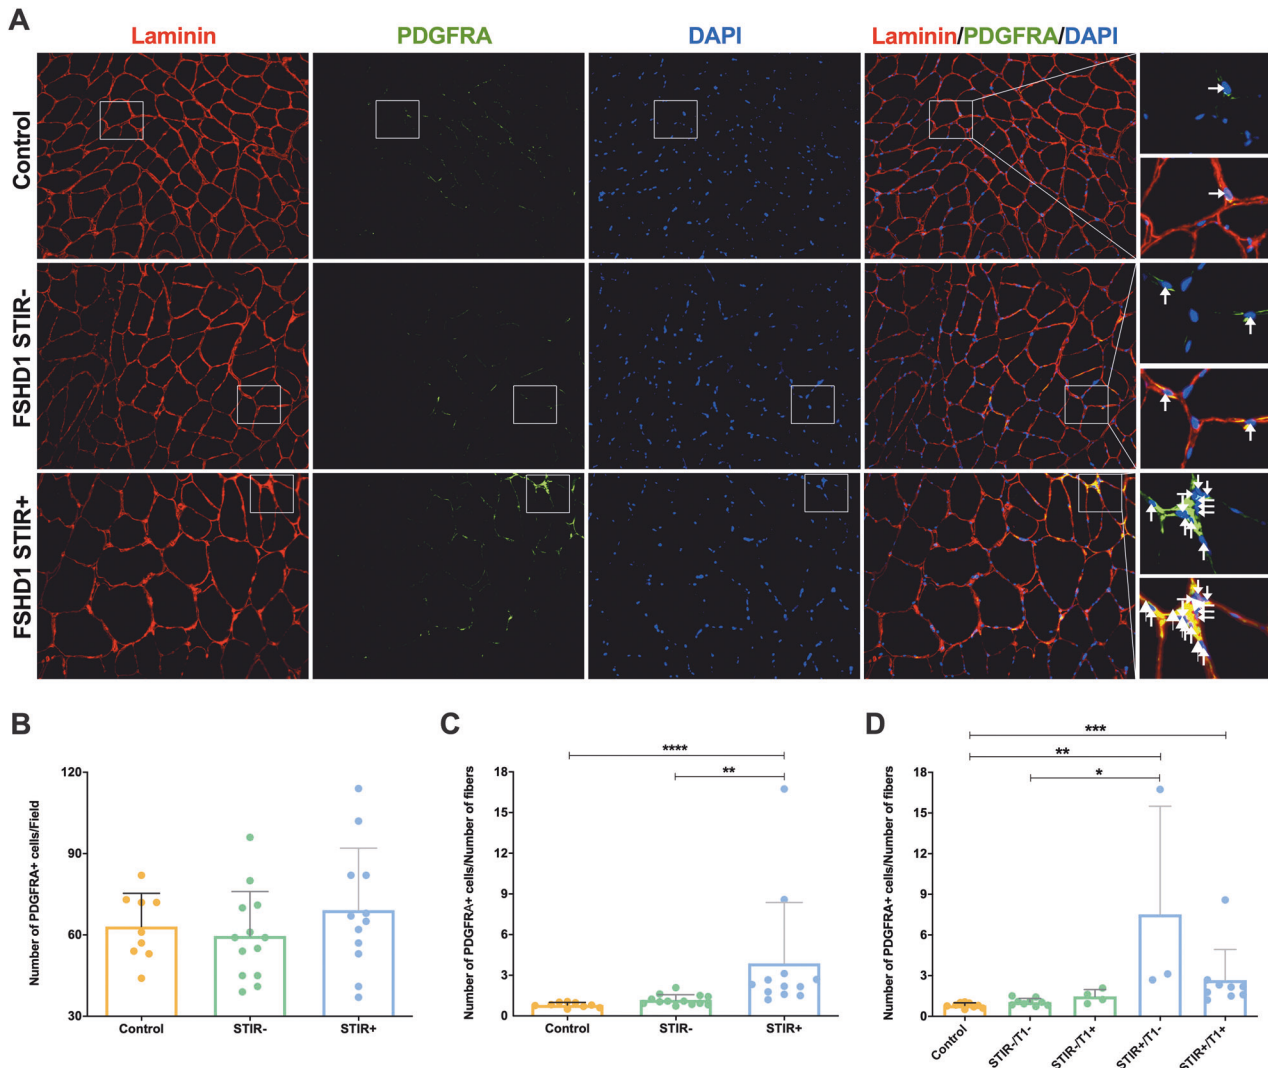 A
Laminin
PDGFRA
DAPI
Laminin/PDGFRA/DAPI
Control
FSHD1 STIR-
FSHD1 STIR+
B
Number of PDGFRA+ cells/Field
120
90
60
30
Control
STIR-
STIR+
C
Number of PDGFRA+ cells/Number of fibers
18
15
12
9
6
3
0
****
**
Control
STIR-
STIR+
D
Number of PDGFRA+ cells/Number of fibers
18
15
12
9
6
3
0
***
**
*
Control
STIR-/T1-
STIR-/T1+
STIR+/T1-
STIR+/T1+